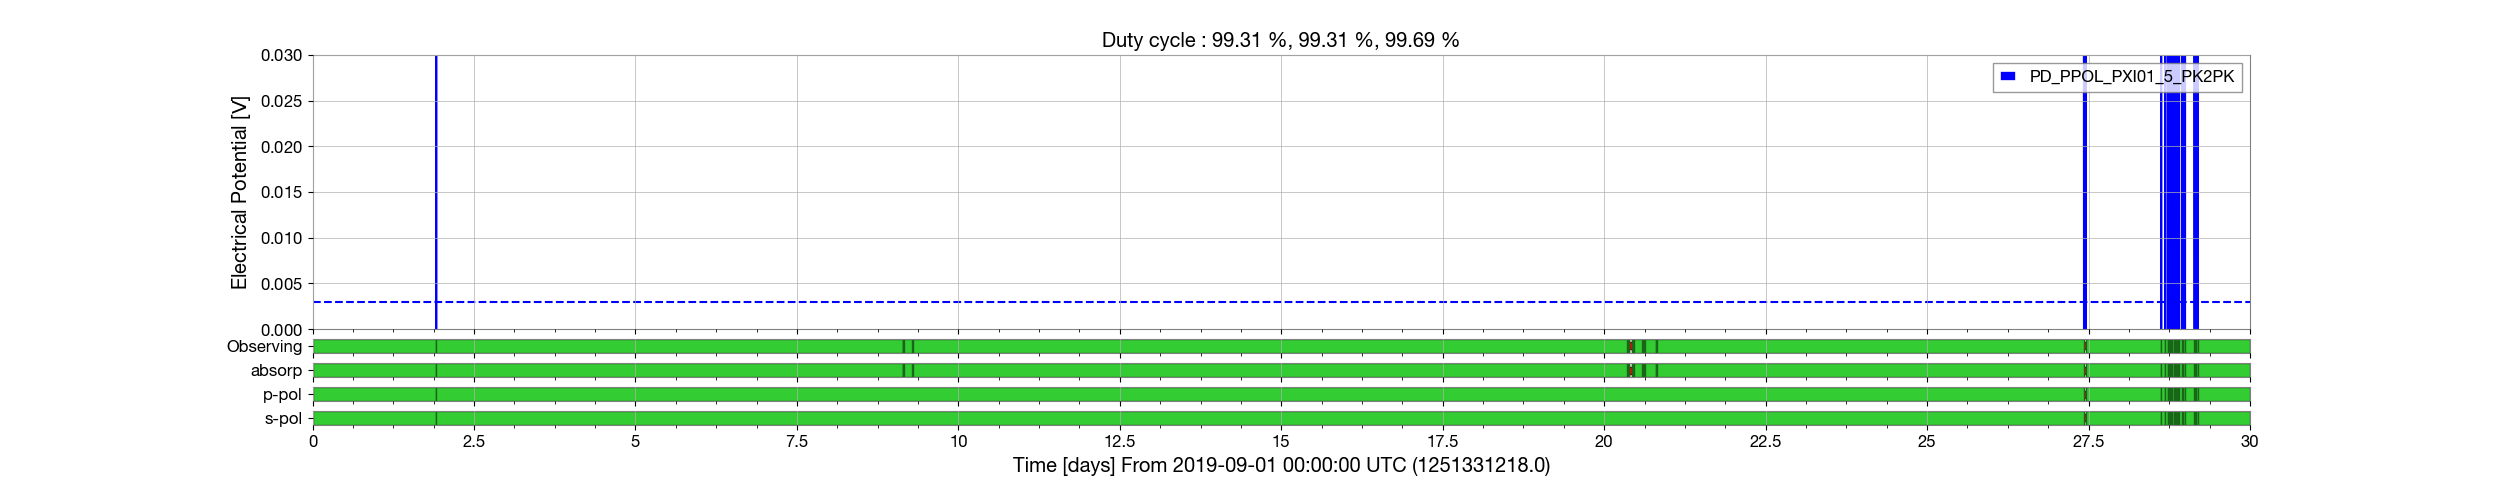 Duty cycle : 99.31 %, 99.31 %, 99.69 %
PD_PPOL_PXI01_5_PK2PK
Electrical Potential [V]
0.030
0.025
0.020
0.015
0.010
0.005
0.000
Observing
absorp
p-pol
s-pol
0 2.5 5 7.5 10 12.5 15 17.5 20 22.5 25 27.5 30
Time [days] From 2019-09-01 00:00:00 UTC (1251331218.0)